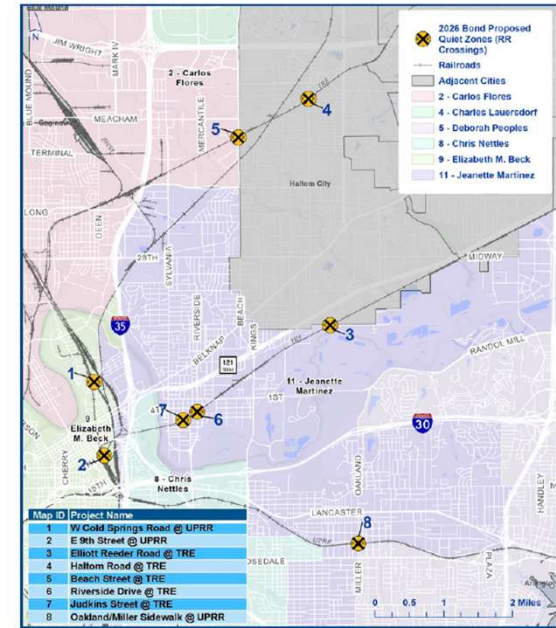 Blue Mound
JIM WRIGHT
MARK IV
BLUE MOUND
MEACHAM
TERMINAL
LONG
DEEN
MERCANTILE
2 - Carlos
Flores
TRE
4
5
Haltom City
28TH
SYLVANIA
RIVERSIDE
BEACH
KINGS
BELKNAP
35
121
MIDWAY
RANDOL MILL
3
TRE
11 - Jeanette
Martinez
1ST
4TH
1
7
6
9
Elizabeth
M. Beck
CHERRY
2
15TH
8 - Chris
Nettles
30
OAKLAND
HANDLEY
LANCASTER
UPRR
8
MILLER
PLAZA
2026 Bond Proposed
Quiet Zones (RR
Crossings)
Railroads
Adjacent Cities
2 - Carlos Flores
4 - Charles Lauersdorf
5 - Deborah Peoples
8 - Chris Nettles
9 - Elizabeth M. Beck
11 - Jeanette Martinez
Map ID Project Name
1 W Cold Springs Road @ UPRR
2 E 9th Street @ UPRR
3 Elliott Reeder Road @ TRE
4 Haltom Road @ TRE
5 Beach Street @ TRE
6 Riverside Drive @ TRE
7 Judkins Street @ TRE
8 Oakland/Miller Sidewalk @ UPRR
0 0.5 1 2 Miles